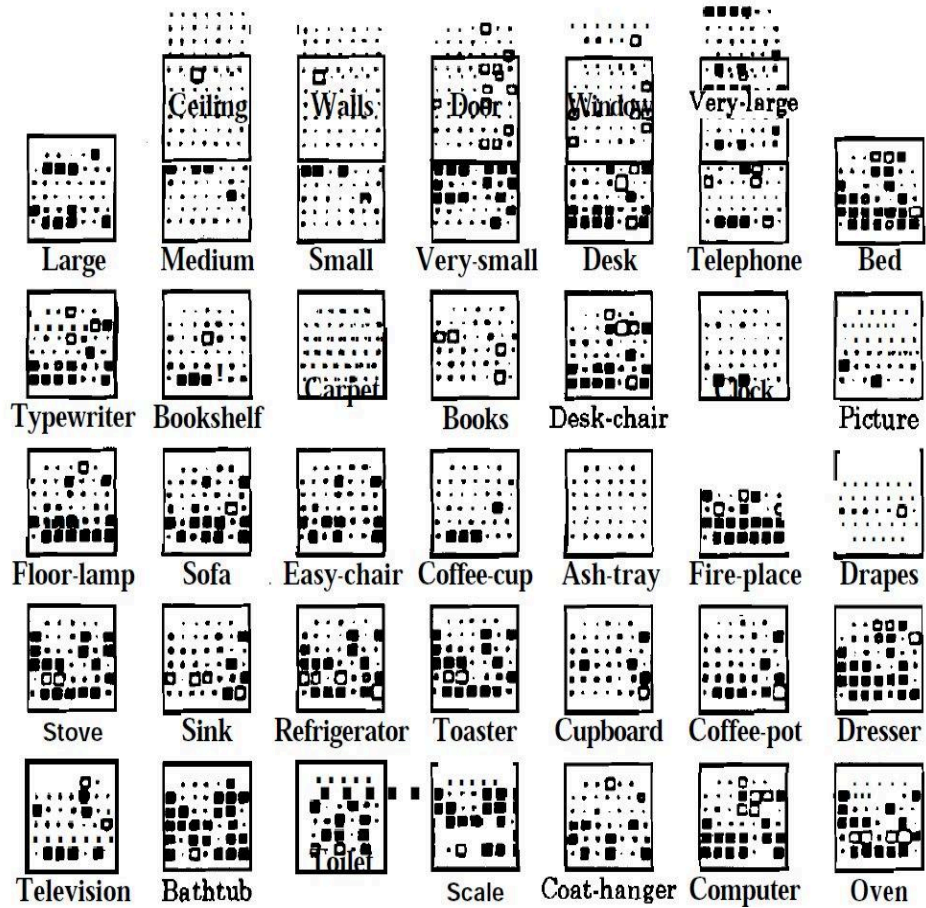 Ceiling Walls Door Window Very-large
Large Medium Small Very-small Desk Telephone Bed
Carpet Clock
Typewriter Bookshelf Books Desk-chair Picture
Floor-lamp Sofa Easy-chair Coffee-cup Ash-tray Fire-place Drapes
Stove Sink Refrigerator Toaster Cupboard Coffee-pot Dresser
Toilet
Television Bathtub Scale Coat-hanger Computer Oven